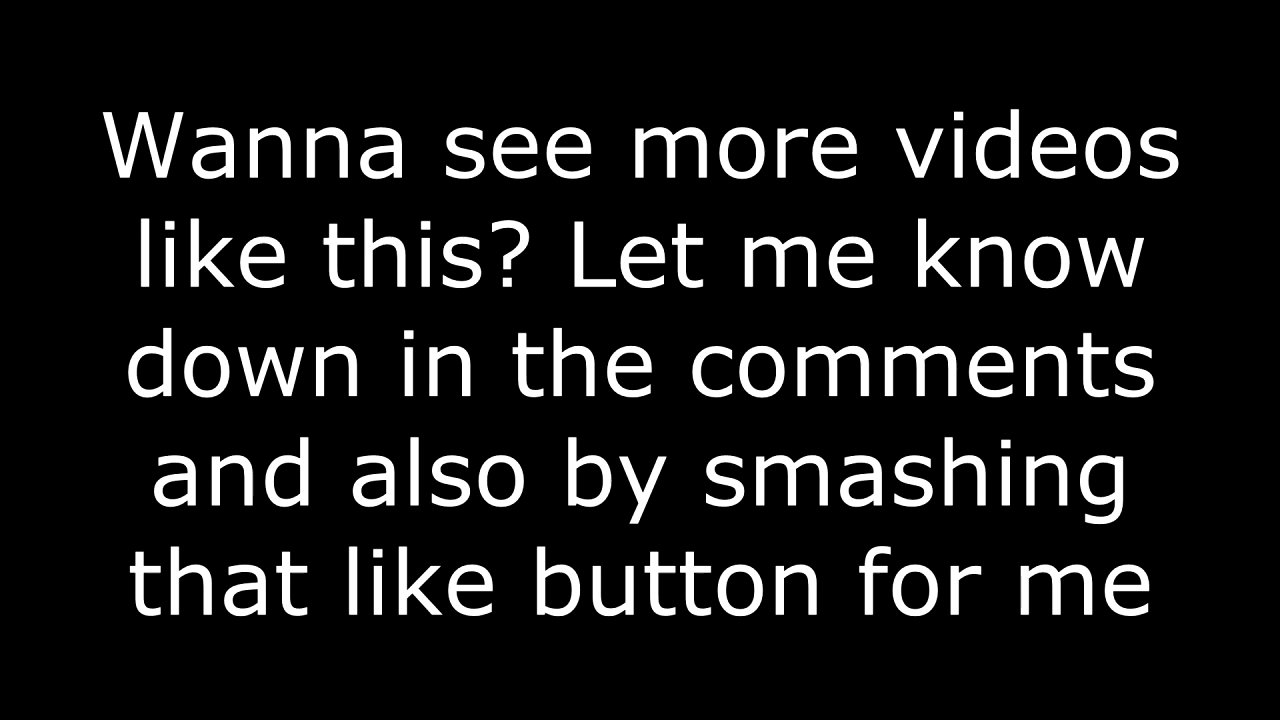 Wanna see more videos
like this? Let me know
down in the comments
and also by smashing
that like button for me